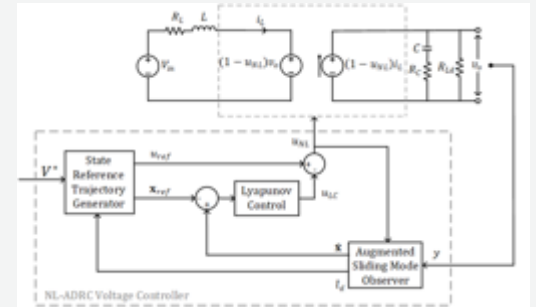 R_L L i_L
V_in (1 − u_NL)v_o (1 − u_NL)i_L C R_C R_Ld v_o
u_NL
V* State Reference Trajectory Generator
u_ref
x_ref
Lyapunov Control
u_LC
Augmented Sliding Mode Observer
x
y
NL-ADRC Voltage Controller